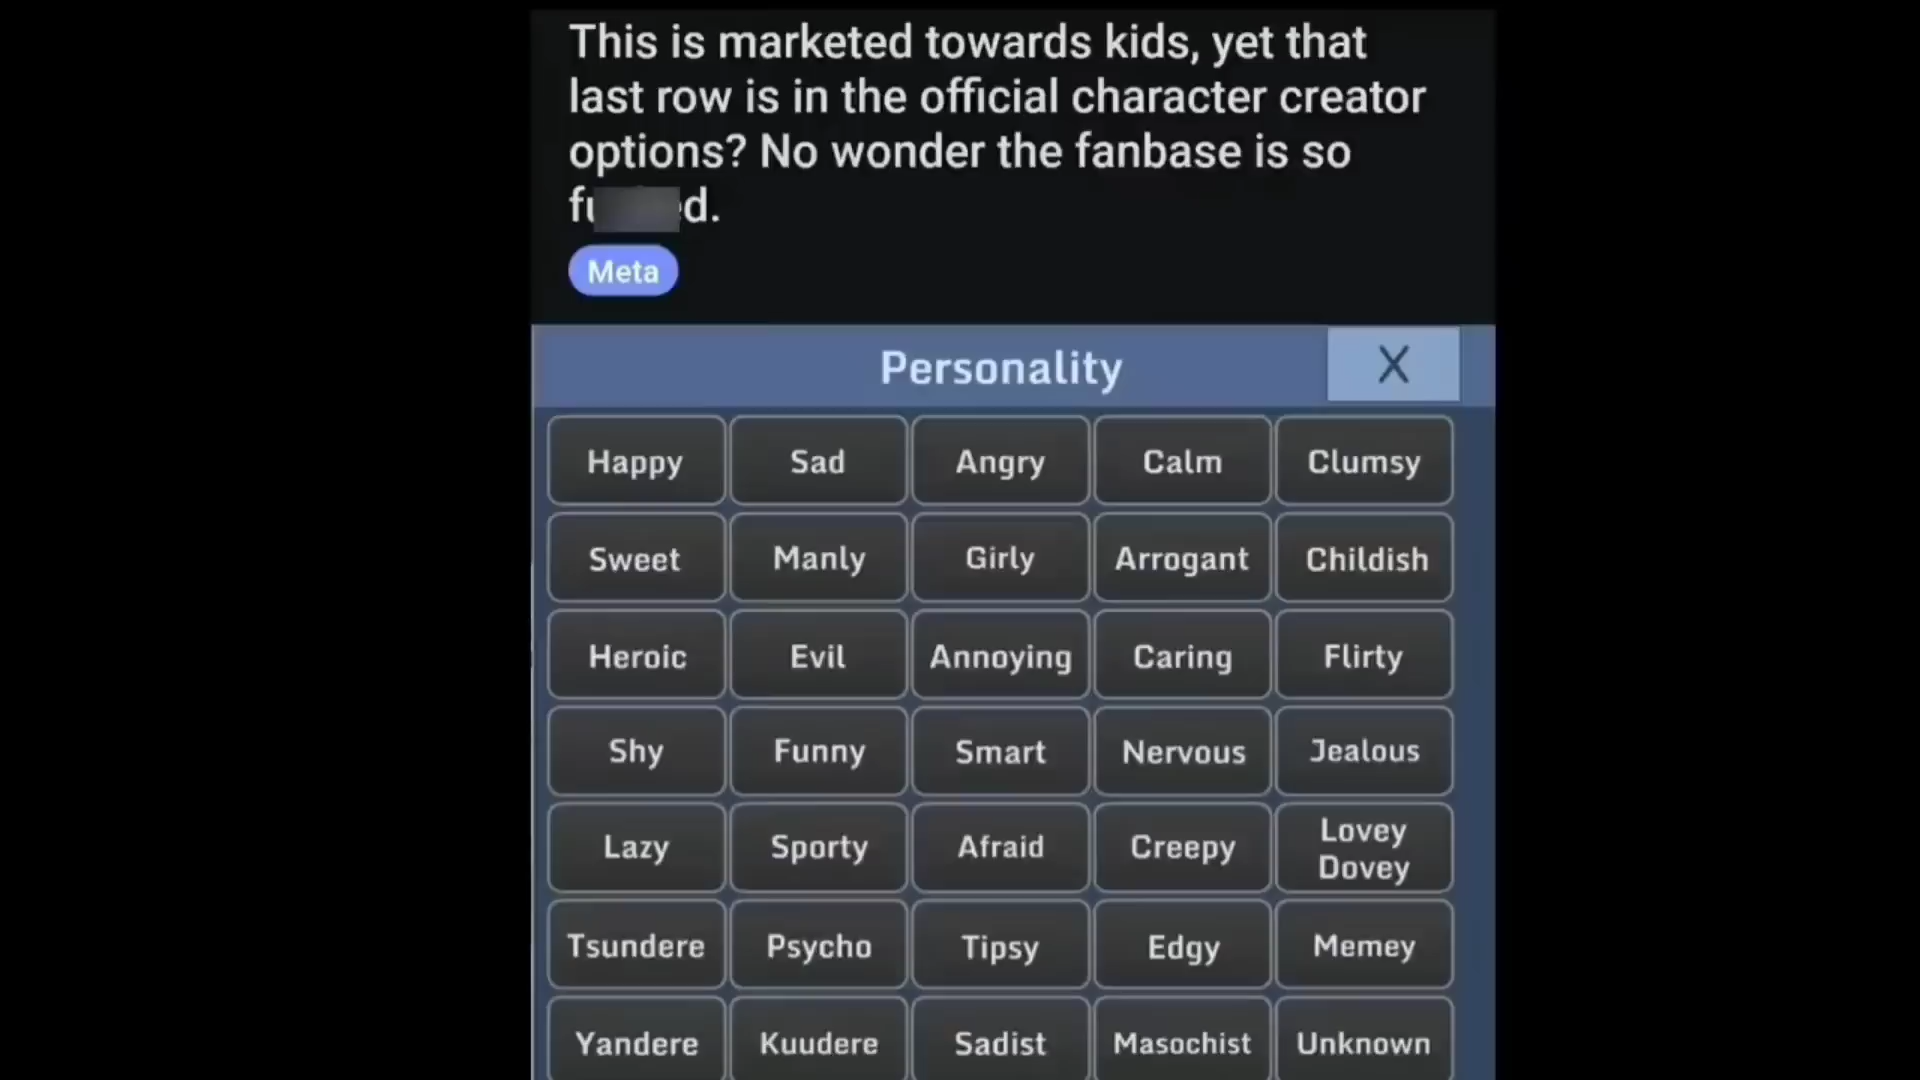 This is marketed towards kids, yet that
last row is in the official character creator
options? No wonder the fanbase is so
fu ed.
Meta
Personality X
Happy Sad Angry Calm Clumsy
Sweet Manly Girly Arrogant Childish
Heroic Evil Annoying Caring Flirty
Shy Funny Smart Nervous Jealous
Lazy Sporty Afraid Creepy Lovey Dovey
Tsundere Psycho Tipsy Edgy Memey
Yandere Kuudere Sadist Masochist Unknown